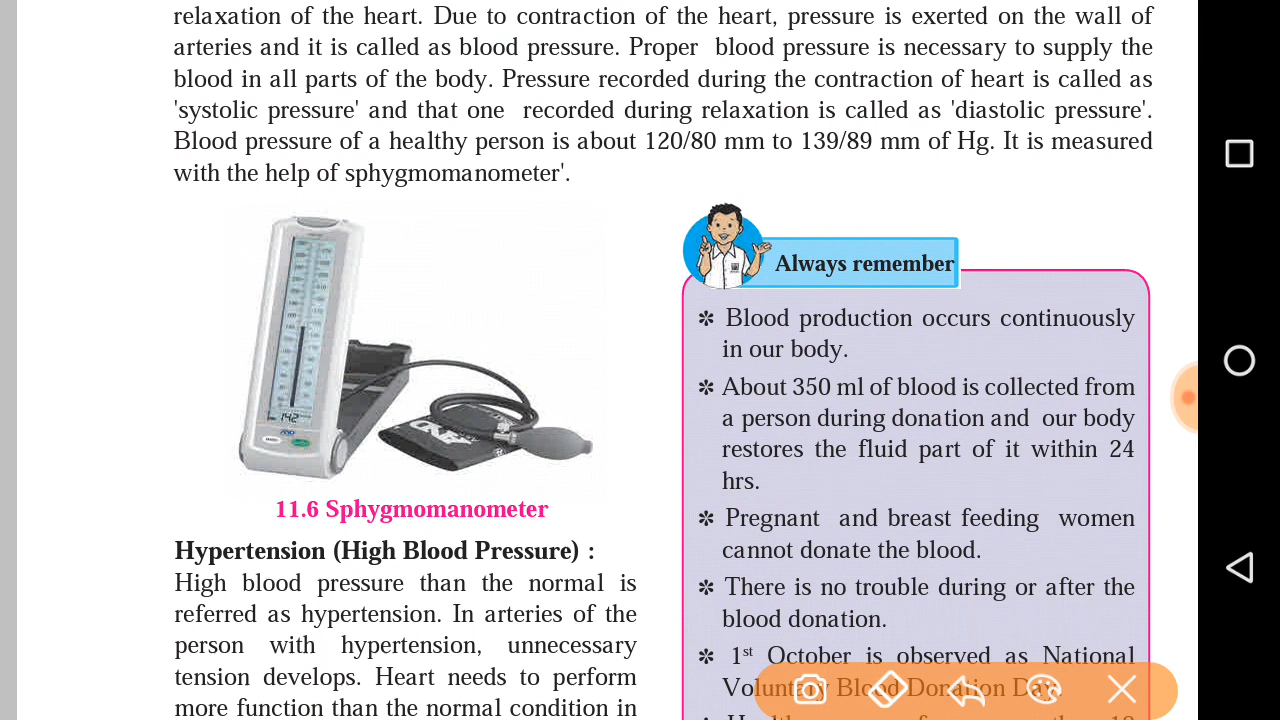 relaxation of the heart. Due to contraction of the heart, pressure is exerted on the wall of
arteries and it is called as blood pressure. Proper blood pressure is necessary to supply the
blood in all parts of the body. Pressure recorded during the contraction of heart is called as
'systolic pressure' and that one recorded during relaxation is called as 'diastolic pressure'.
Blood pressure of a healthy person is about 120/80 mm to 139/89 mm of Hg. It is measured
with the help of sphygmomanometer'.
142
AND
11.6 Sphygmomanometer
Hypertension (High Blood Pressure) :
High blood pressure than the normal is
referred as hypertension. In arteries of the
person with hypertension, unnecessary
tension develops. Heart needs to perform
more function than the normal condition in
Always remember
✼ Blood production occurs continuously
in our body.
✼ About 350 ml of blood is collected from
a person during donation and our body
restores the fluid part of it within 24
hrs.
✼ Pregnant and breast feeding women
cannot donate the blood.
✼ There is no trouble during or after the
blood donation.
✼ 1st October is observed as National
Voluntary Blood Donation Day.